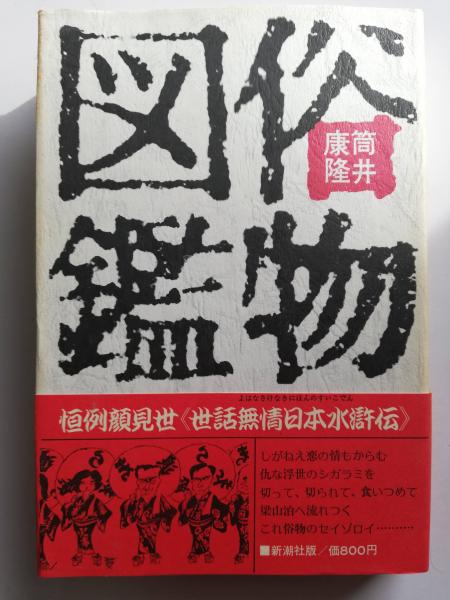 俗物
図鑑
筒井
康隆
よはなさけなきにほんのすいこでん
恒例顔見世《世話無情日本水滸伝》
しがねえ恋の情もからむ
仇な浮世のシガラミを
切って、切られて、食いつめて
梁山泊へ流れつく
これ俗物のセイゾロイ………
■新潮社版／価800円